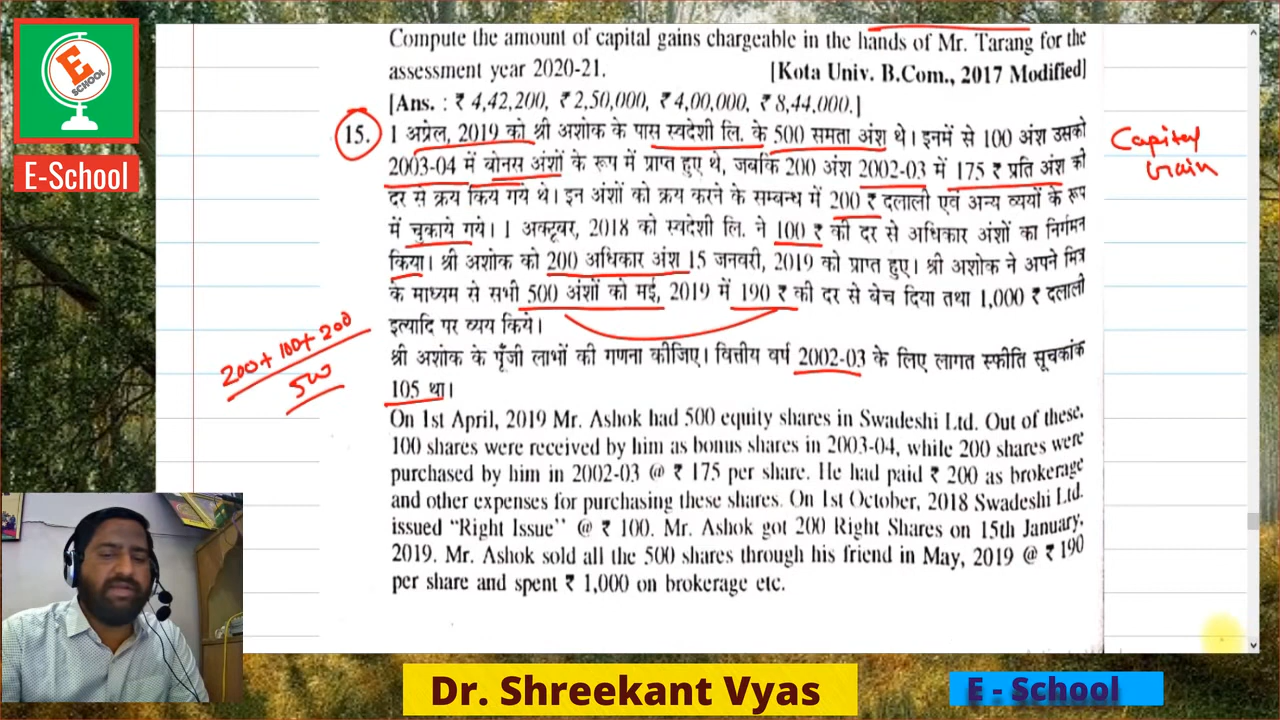 E
SCHOOL
E-School
Compute the amount of capital gains chargeable in the hands of Mr. Tarang for the
assessment year 2020-21. [Kota Univ. B.Com., 2017 Modified]
[Ans. : ₹ 4,42,200, ₹ 2,50,000, ₹ 4,00,000, ₹ 8,44,000.]
15. 1 अप्रेल, 2019 को श्री अशोक के पास स्वदेशी लि. के 500 समता अंश थे। इनमें से 100 अंश उसको
2003-04 में बोनस अंशों के रूप में प्राप्त हुए थे, जबकि 200 अंश 2002-03 में 175 ₹ प्रति अंश की
दर से क्रय किये गये थे। इन अंशों को क्रय करने के सम्बन्ध में 200 ₹ दलाली एवं अन्य व्ययों के रूप
में चुकाये गये। 1 अक्टूबर, 2018 को स्वदेशी लि. ने 100 ₹ की दर से अधिकार अंशों का निर्गमन
किया। श्री अशोक को 200 अधिकार अंश 15 जनवरी, 2019 को प्राप्त हुए। श्री अशोक ने अपने मित्र
के माध्यम से सभी 500 अंशों को मई, 2019 में 190 ₹ की दर से बेच दिया तथा 1,000 ₹ दलाली
इत्यादि पर व्यय किये।
श्री अशोक के पूँजी लाभों की गणना कीजिए। वित्तीय वर्ष 2002-03 के लिए लागत स्फीति सूचकांक
105 था।
On 1st April, 2019 Mr. Ashok had 500 equity shares in Swadeshi Ltd. Out of these,
100 shares were received by him as bonus shares in 2003-04, while 200 shares were
purchased by him in 2002-03 @ ₹ 175 per share. He had paid ₹ 200 as brokerage
and other expenses for purchasing these shares. On 1st October, 2018 Swadeshi Ltd.
issued “Right Issue” @ ₹ 100. Mr. Ashok got 200 Right Shares on 15th January,
2019. Mr. Ashok sold all the 500 shares through his friend in May, 2019 @ ₹ 190
per share and spent ₹ 1,000 on brokerage etc.
Capital
Gain
200+100+200
500
Dr. Shreekant Vyas
E - School